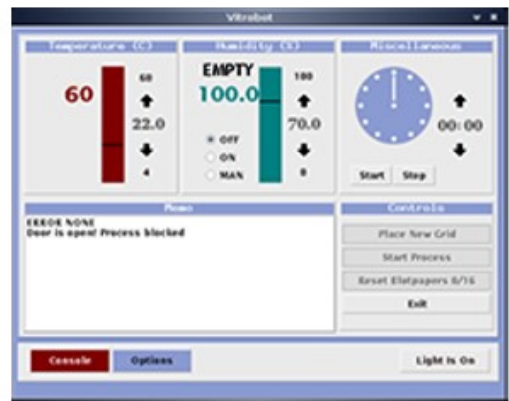 Vitrobot
Temperature (C)
60
60
22.0
4
Humidity (%)
EMPTY
100.0
100
70.0
OFF
ON
MAN
0
Miscellaneous
00:00
Start Stop
Memo
ERROR NONE
Door is open! Process blocked
Controls
Place New Grid
Start Process
Reset Blotpapers 0/16
Exit
Console
Options
Light Is On